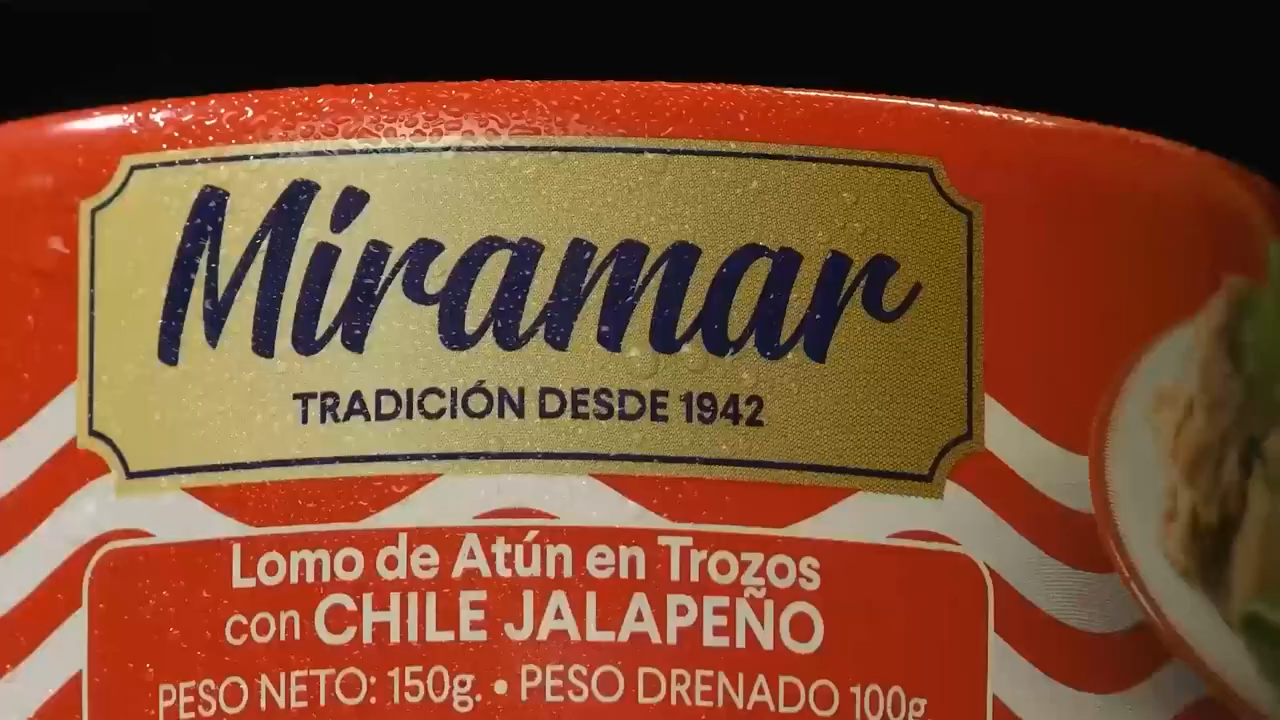 Miramar
TRADICIÓN DESDE 1942
Lomo de Atún en Trozos
con CHILE JALAPEÑO
PESO NETO: 150g. • PESO DRENADO 100g